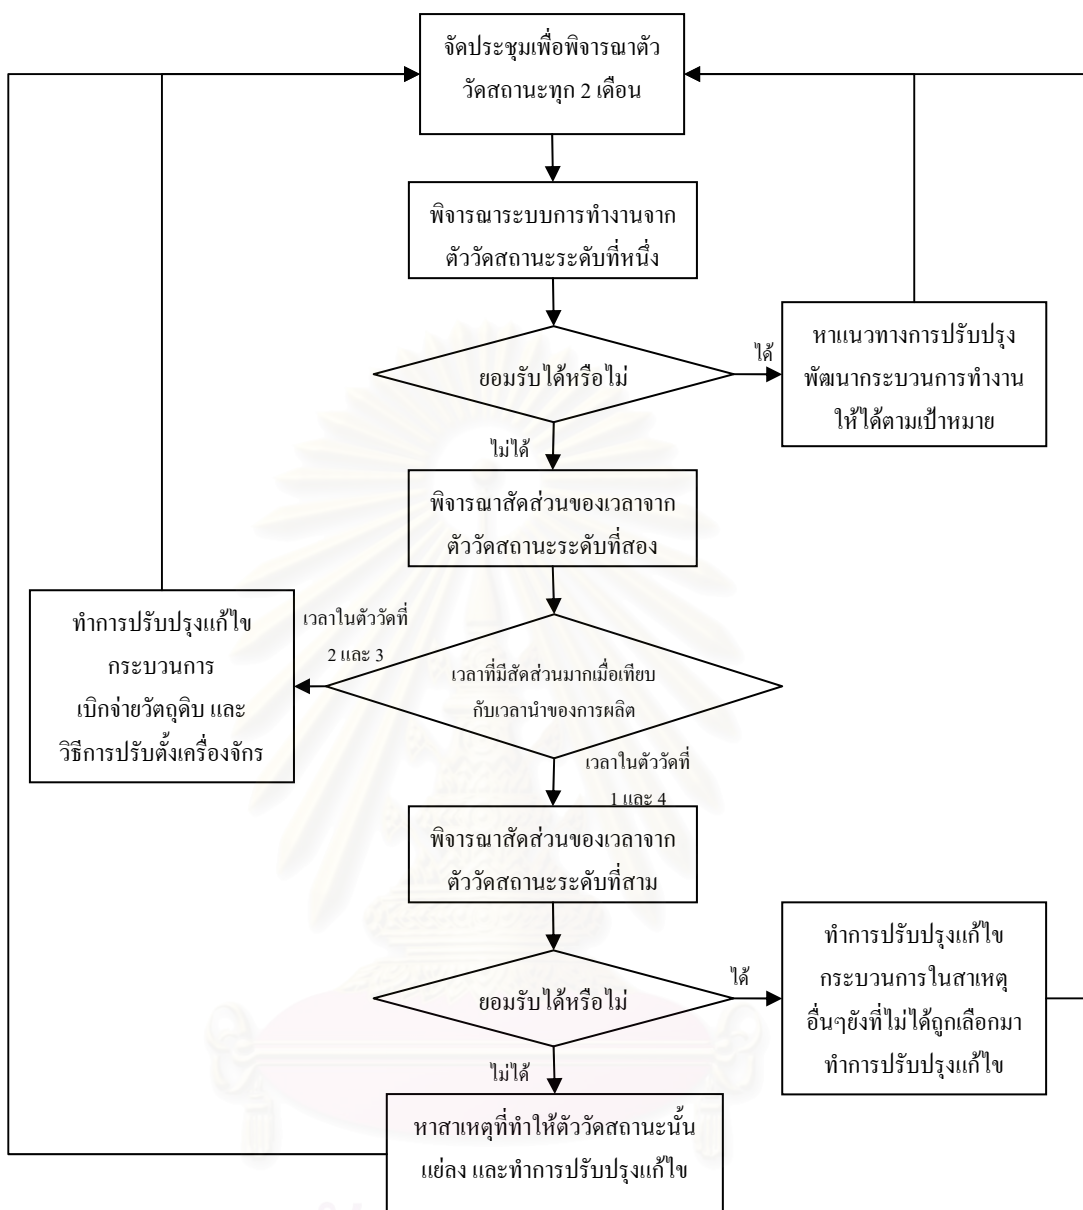 จัดประชุมเพื่อพิจารณาตัว
วัดสถานะทุก 2 เดือน
พิจารณาระบบการทำงานจาก
ตัววัดสถานะระดับที่หนึ่ง
ยอมรับได้หรือไม่
ได้
หาแนวทางการปรับปรุง
พัฒนากระบวนการทำงาน
ให้ได้ตามเป้าหมาย
ไม่ได้
พิจารณาสัดส่วนของเวลาจาก
ตัววัดสถานะระดับที่สอง
เวลาที่มีสัดส่วนมากเมื่อเทียบ
กับเวลานำของการผลิต
เวลาในตัววัดที่
2 และ 3
ทำการปรับปรุงแก้ไข
กระบวนการ
เบิกจ่ายวัตถุดิบ และ
วิธีการปรับตั้งเครื่องจักร
เวลาในตัววัดที่
1 และ 4
พิจารณาสัดส่วนของเวลาจาก
ตัววัดสถานะระดับที่สาม
ยอมรับได้หรือไม่
ได้
ทำการปรับปรุงแก้ไข
กระบวนการในสาเหตุ
อื่นๆยังที่ไม่ได้ถูกเลือกมา
ทำการปรับปรุงแก้ไข
ไม่ได้
หาสาเหตุที่ทำให้ตัววัดสถานะนั้น
แย่ลง และทำการปรับปรุงแก้ไข